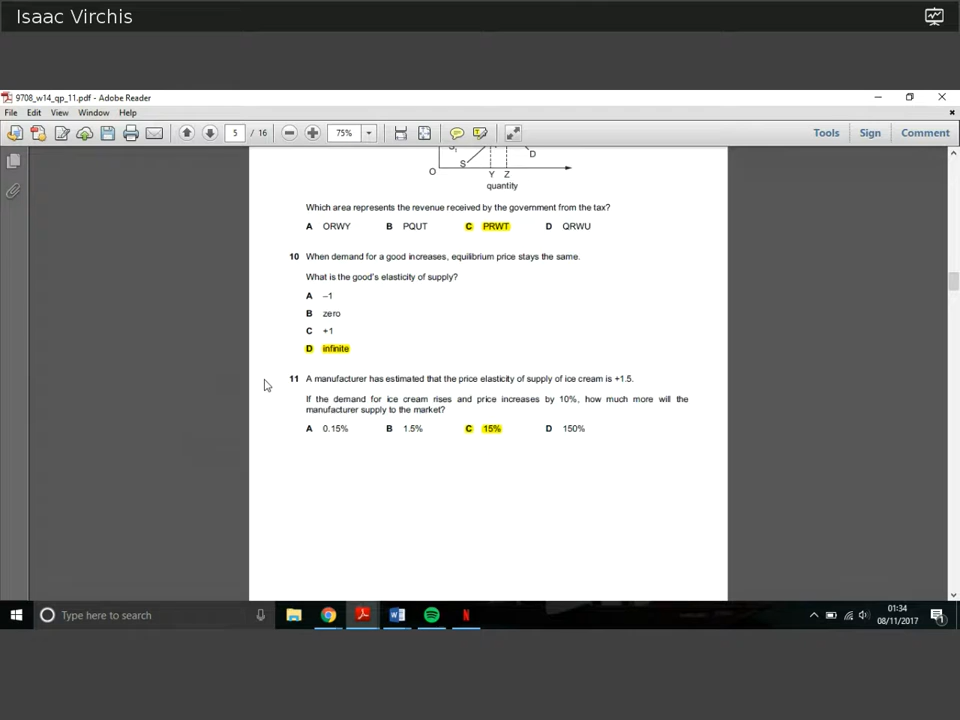 Isaac Virchis
9708_w14_qp_11.pdf - Adobe Reader
File Edit View Window Help
5 / 16 75% Tools Sign Comment
S₁
S D
O Y Z
quantity
Which area represents the revenue received by the government from the tax?
A ORWY B PQUT C PRWT D QRWU
10 When demand for a good increases, equilibrium price stays the same.
What is the good's elasticity of supply?
A –1
B zero
C +1
D infinite
11 A manufacturer has estimated that the price elasticity of supply of ice cream is +1.5.
If the demand for ice cream rises and price increases by 10%, how much more will the
manufacturer supply to the market?
A 0.15% B 1.5% C 15% D 150%
Type here to search
01:34
08/11/2017